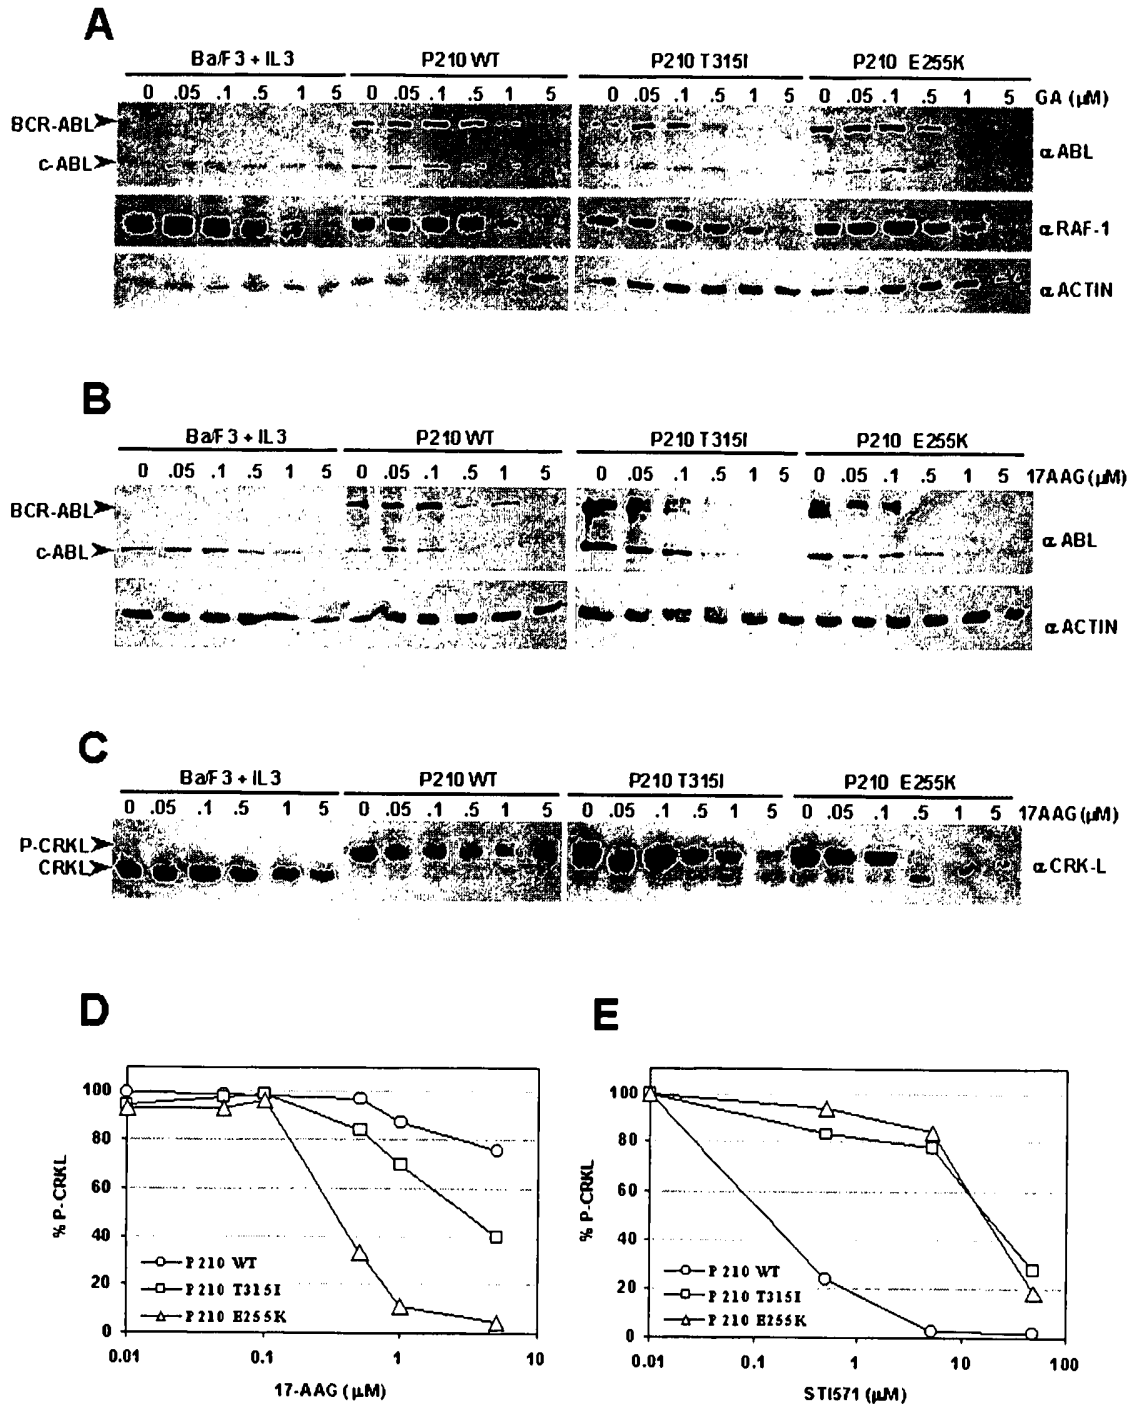 A
Ba/F3 + IL3 P210 WT P210 T315I P210 E255K
0 .05 .1 .5 1 5 0 .05 .1 .5 1 5 0 .05 .1 .5 1 5 0 .05 .1 .5 1 5 GA (μM)
BCR-ABL
c-ABL
α ABL
α RAF-1
α ACTIN
B
Ba/F3 + IL3 P210 WT P210 T315I P210 E255K
0 .05 .1 .5 1 5 0 .05 .1 .5 1 5 0 .05 .1 .5 1 5 0 .05 .1 .5 1 5 17AAG (μM)
BCR-ABL
c-ABL
α ABL
α ACTIN
C
Ba/F3 + IL3 P210 WT P210 T315I P210 E255K
0 .05 .1 .5 1 5 0 .05 .1 .5 1 5 0 .05 .1 .5 1 5 0 .05 .1 .5 1 5 17AAG (μM)
P-CRKL
CRKL
α CRK-L
D
% P-CRKL
100
80
60
40
20
0
P210 WT
P210 T315I
P210 E255K
0.01 0.1 1 10
17-AAG (μM)
E
% P-CRKL
100
80
60
40
20
0
P210 WT
P210 T315I
P210 E255K
0.01 0.1 1 10 100
STI571 (μM)